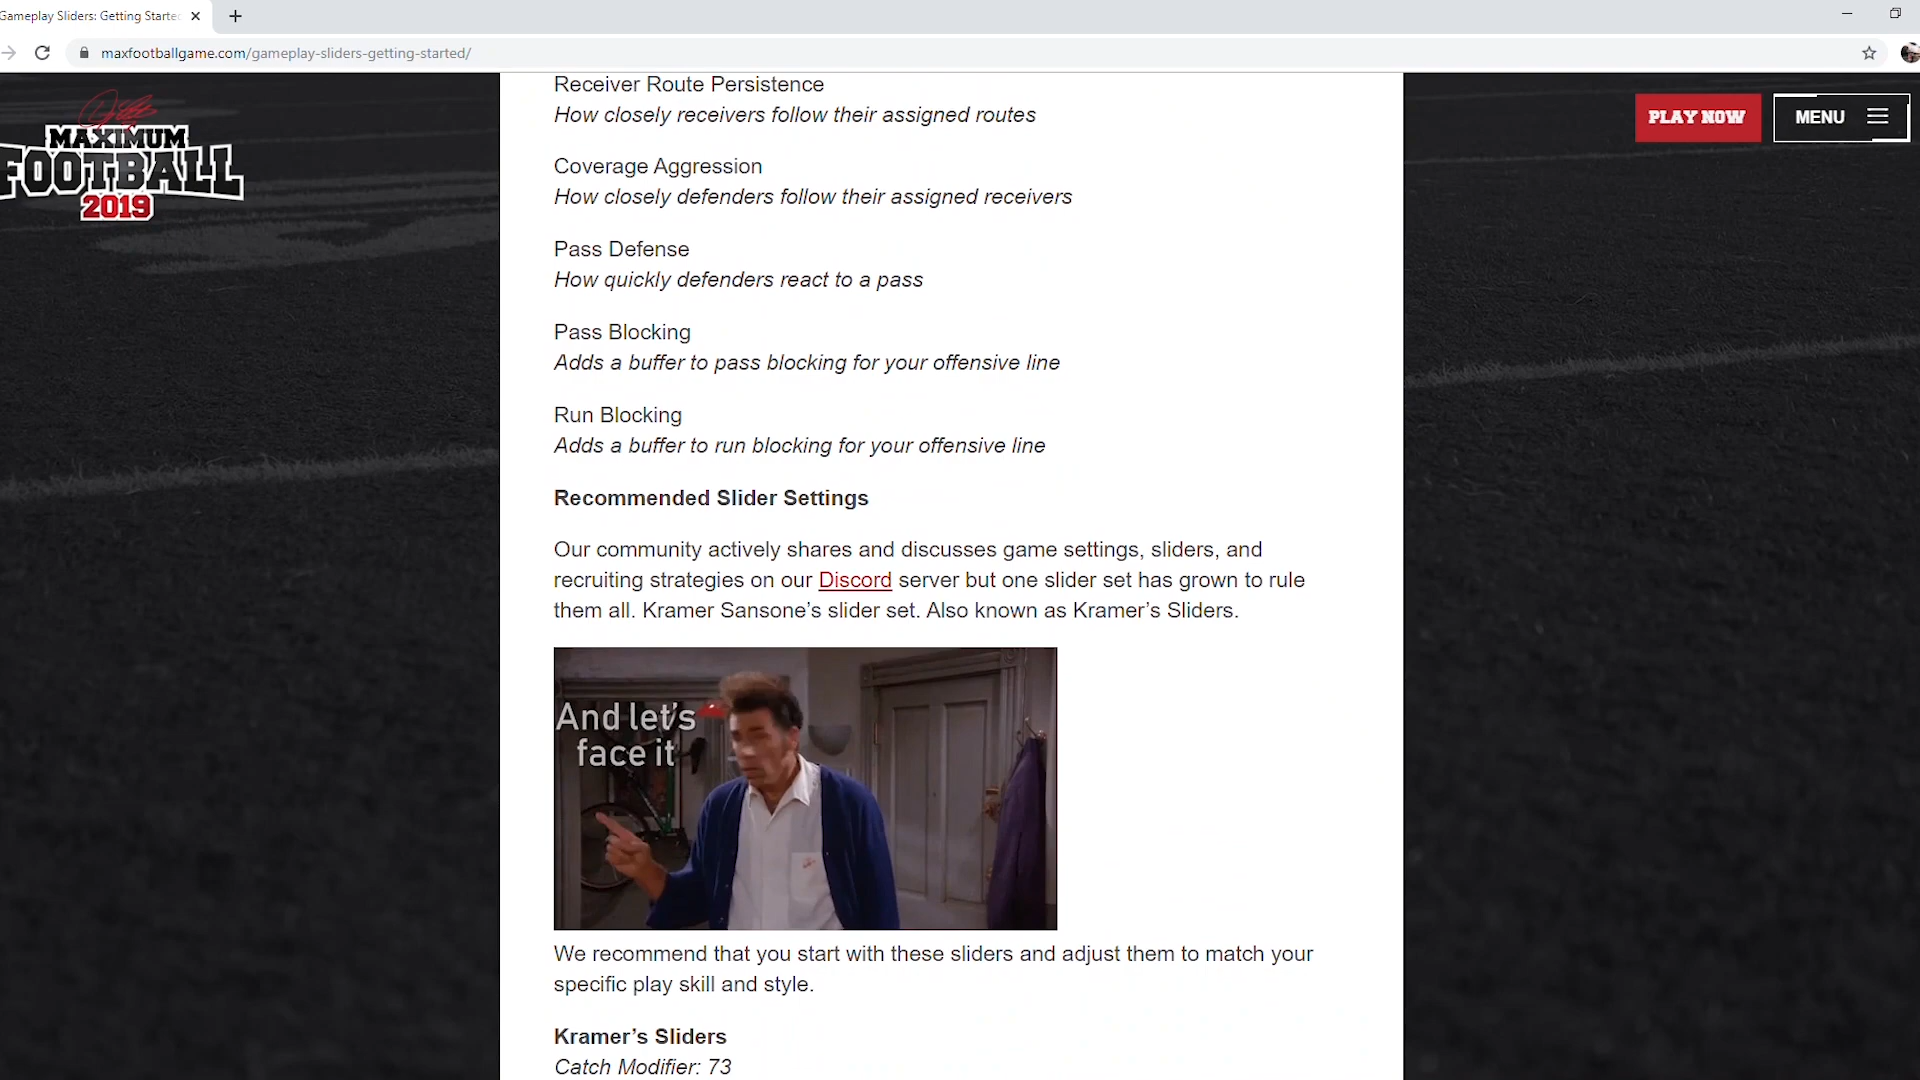 Gameplay Sliders: Getting Starte
maxfootballgame.com/gameplay-sliders-getting-started/
MAXIMUM
FOOTBALL
2019
PLAY NOW
MENU
Receiver Route Persistence
How closely receivers follow their assigned routes
Coverage Aggression
How closely defenders follow their assigned receivers
Pass Defense
How quickly defenders react to a pass
Pass Blocking
Adds a buffer to pass blocking for your offensive line
Run Blocking
Adds a buffer to run blocking for your offensive line
Recommended Slider Settings
Our community actively shares and discusses game settings, sliders, and
recruiting strategies on our Discord server but one slider set has grown to rule
them all. Kramer Sansone’s slider set. Also known as Kramer’s Sliders.
And let's
face it
We recommend that you start with these sliders and adjust them to match your
specific play skill and style.
Kramer’s Sliders
Catch Modifier: 73